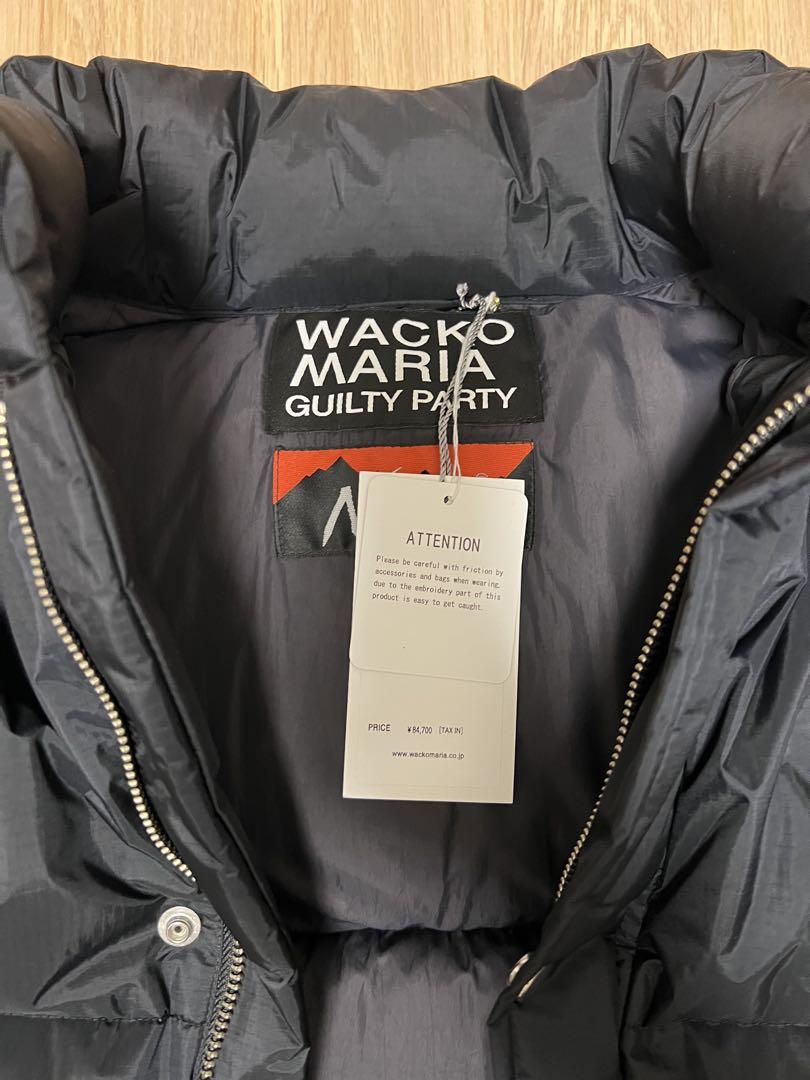 WACKO
MARIA
GUILTY PARTY
ATTENTION
Please be careful with friction by
accessories and bags when wearing,
due to the embroidery part of this
product is easy to get caught.
PRICE ¥84,700 [TAX IN]
www.wackomaria.co.jp